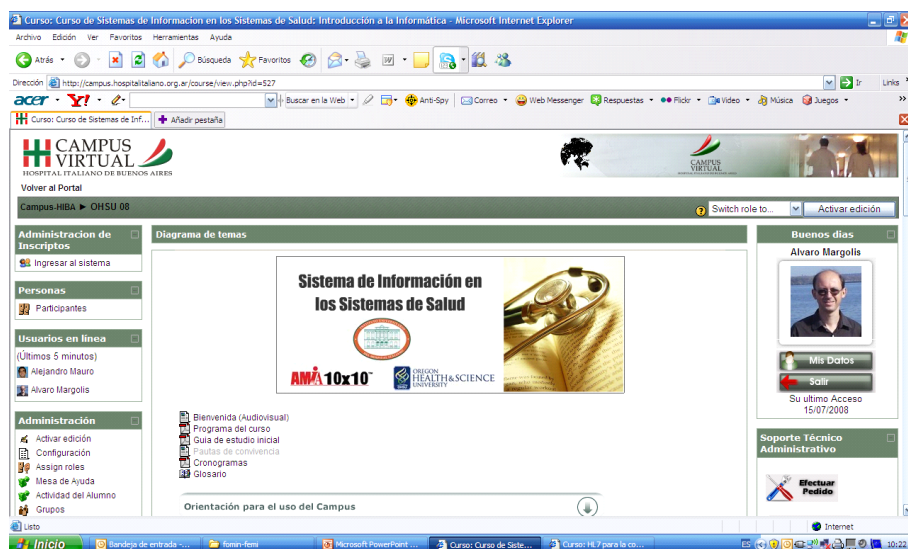 Curso: Curso de Sistemas de Informacion en los Sistemas de Salud: Introducción a la Informática - Microsoft Internet Explorer
Archivo Edición Ver Favoritos Herramientas Ayuda
Atrás Búsqueda Favoritos
Dirección http://campus.hospitalitaliano.org.ar/course/view.php?id=527 Ir Links
acer Y! Buscar en la Web Anti-Spy Correo Web Messenger Respuestas Flickr Video Música Juegos
Curso: Curso de Sistemas de Inf... Añadir pestaña
CAMPUS
VIRTUAL
HOSPITAL ITALIANO DE BUENOS AIRES
CAMPUS
VIRTUAL
Volver al Portal
Campus-HIBA ► OHSU 08 Switch role to... Activar edición
Administracion de
Inscriptos
Ingresar al sistema
Personas
Participantes
Usuarios en línea
(Últimos 5 minutos)
Alejandro Mauro
Alvaro Margolis
Administración
Activar edición
Configuración
Assign roles
Mesa de Ayuda
Actividad del Alumno
Grupos
Diagrama de temas
Sistema de Información en
los Sistemas de Salud
AMIA 10x10™
OREGON
HEALTH & SCIENCE
UNIVERSITY
Bienvenida (Audiovisual)
Programa del curso
Guia de estudio inicial
Pautas de convivencia
Cronogramas
Glosario
Orientación para el uso del Campus
Buenos dias
Alvaro Margolis
Mis Datos
Salir
Su ultimo Acceso
15/07/2008
Soporte Técnico
Administrativo
Efectuar
Pedido
Listo Internet
Inicio Bandeja de entrada -... fomin-femi Microsoft PowerPoint ... Curso: Curso de Siste... Curso: HL7 para la co... ES 10:22